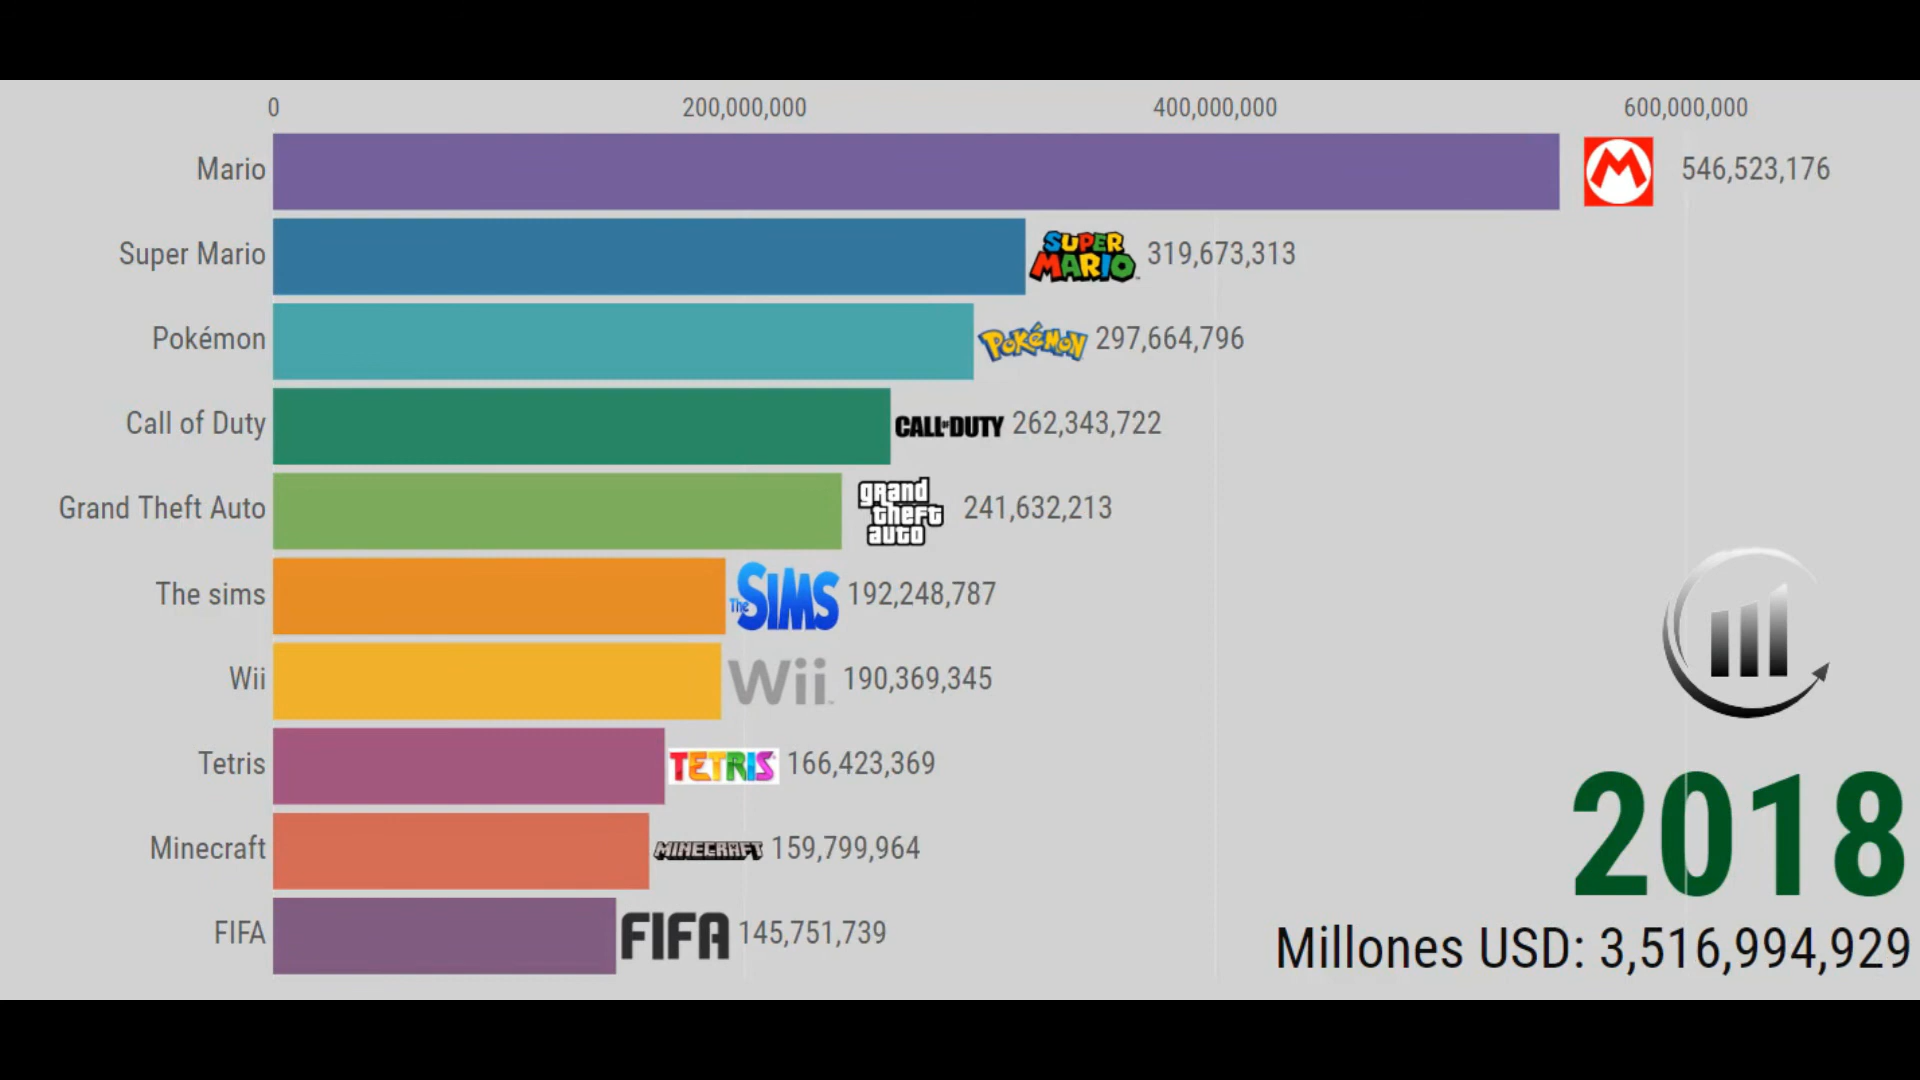 0 200,000,000 400,000,000 600,000,000
Mario M 546,523,176
Super Mario SUPER MARIO™ 319,673,313
Pokémon POKéMON 297,664,796
Call of Duty CALL OF DUTY 262,343,722
Grand Theft Auto grand theft auto 241,632,213
The sims The SIMS 192,248,787
Wii Wii™ 190,369,345
Tetris TETRIS 166,423,369
Minecraft MINECRAFT 159,799,964
FIFA FIFA 145,751,739
2018
Millones USD: 3,516,994,929